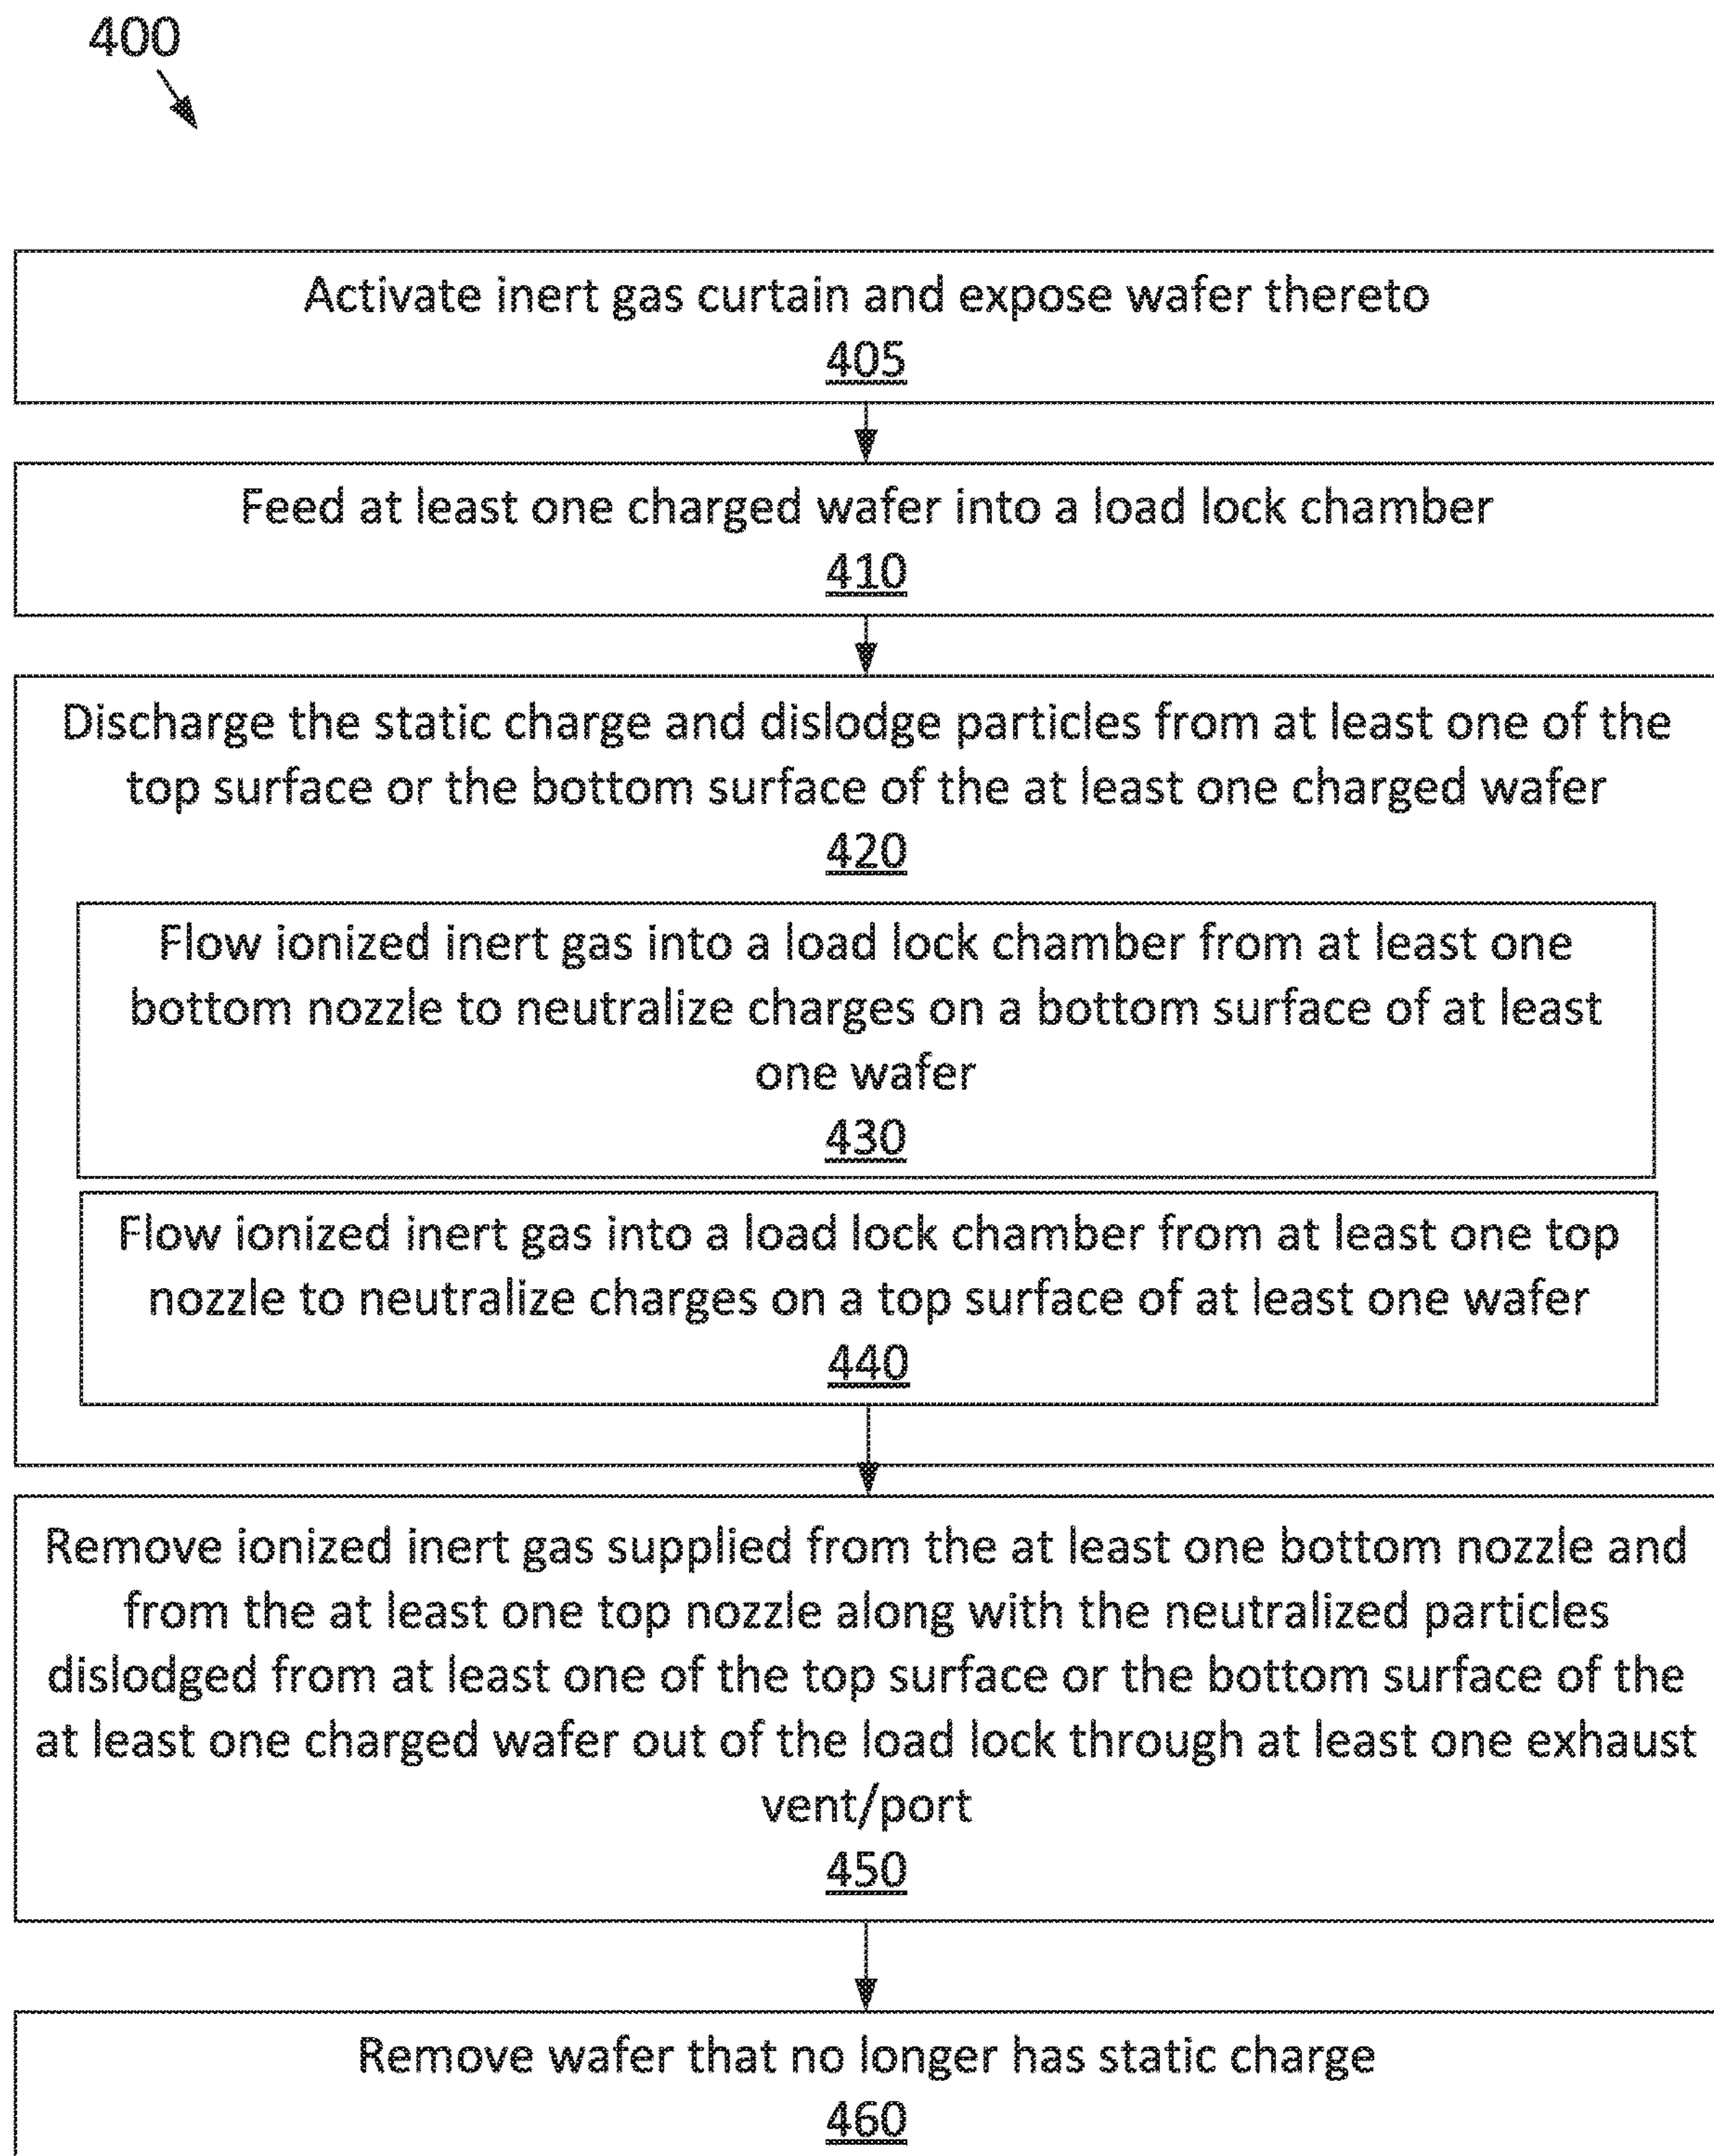 400
Activate inert gas curtain and expose wafer thereto
405
Feed at least one charged wafer into a load lock chamber
410
Discharge the static charge and dislodge particles from at least one of the
top surface or the bottom surface of the at least one charged wafer
420
Flow ionized inert gas into a load lock chamber from at least one
bottom nozzle to neutralize charges on a bottom surface of at least
one wafer
430
Flow ionized inert gas into a load lock chamber from at least one top
nozzle to neutralize charges on a top surface of at least one wafer
440
Remove ionized inert gas supplied from the at least one bottom nozzle and
from the at least one top nozzle along with the neutralized particles
dislodged from at least one of the top surface or the bottom surface of the
at least one charged wafer out of the load lock through at least one exhaust
vent/port
450
Remove wafer that no longer has static charge
460